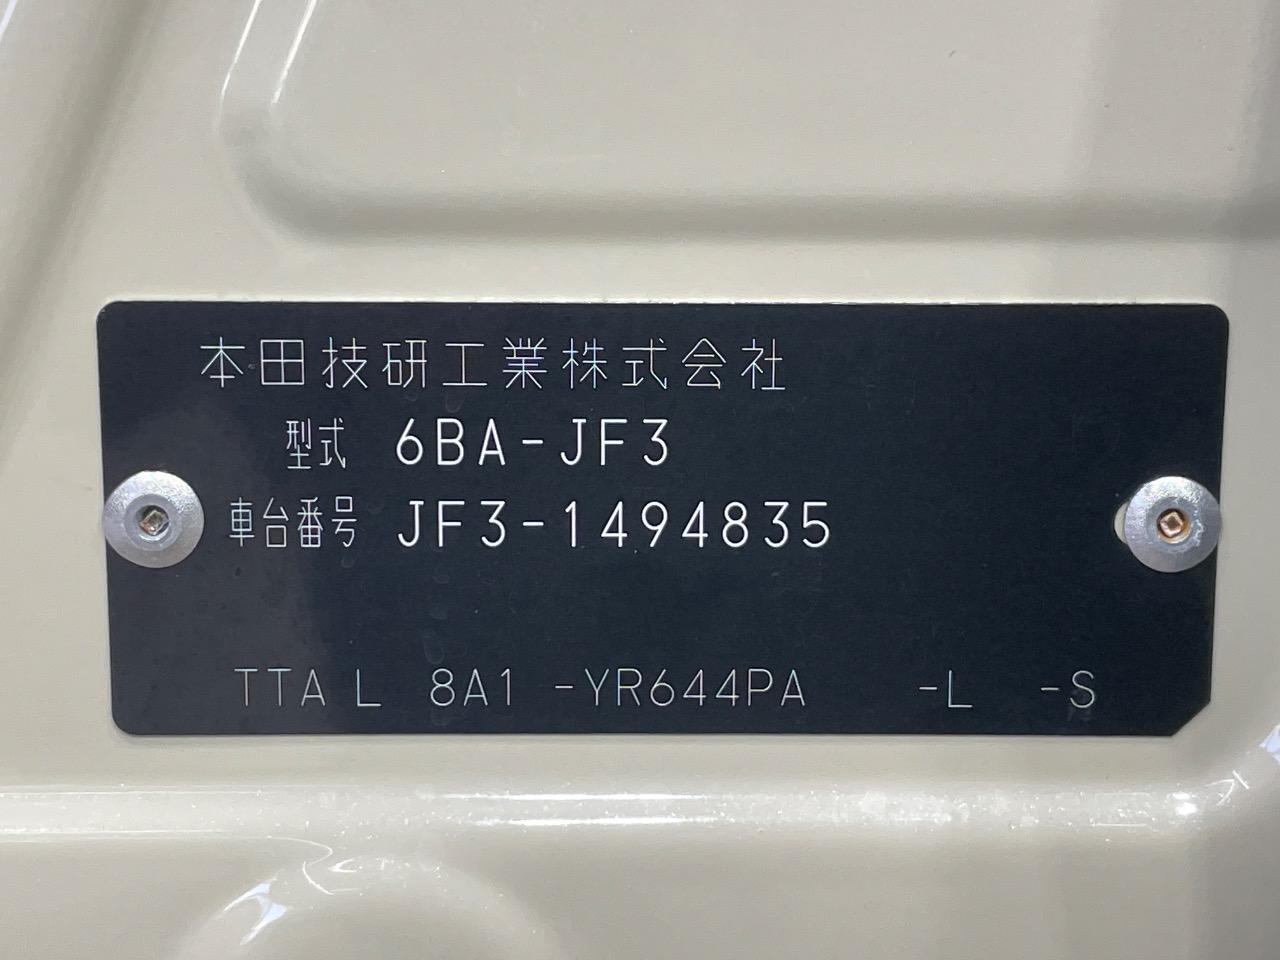 本田技研工業株式会社
型式 6BA-JF3
車台番号 JF3-1494835
TTA L 8A1 -YR644PA -L -S